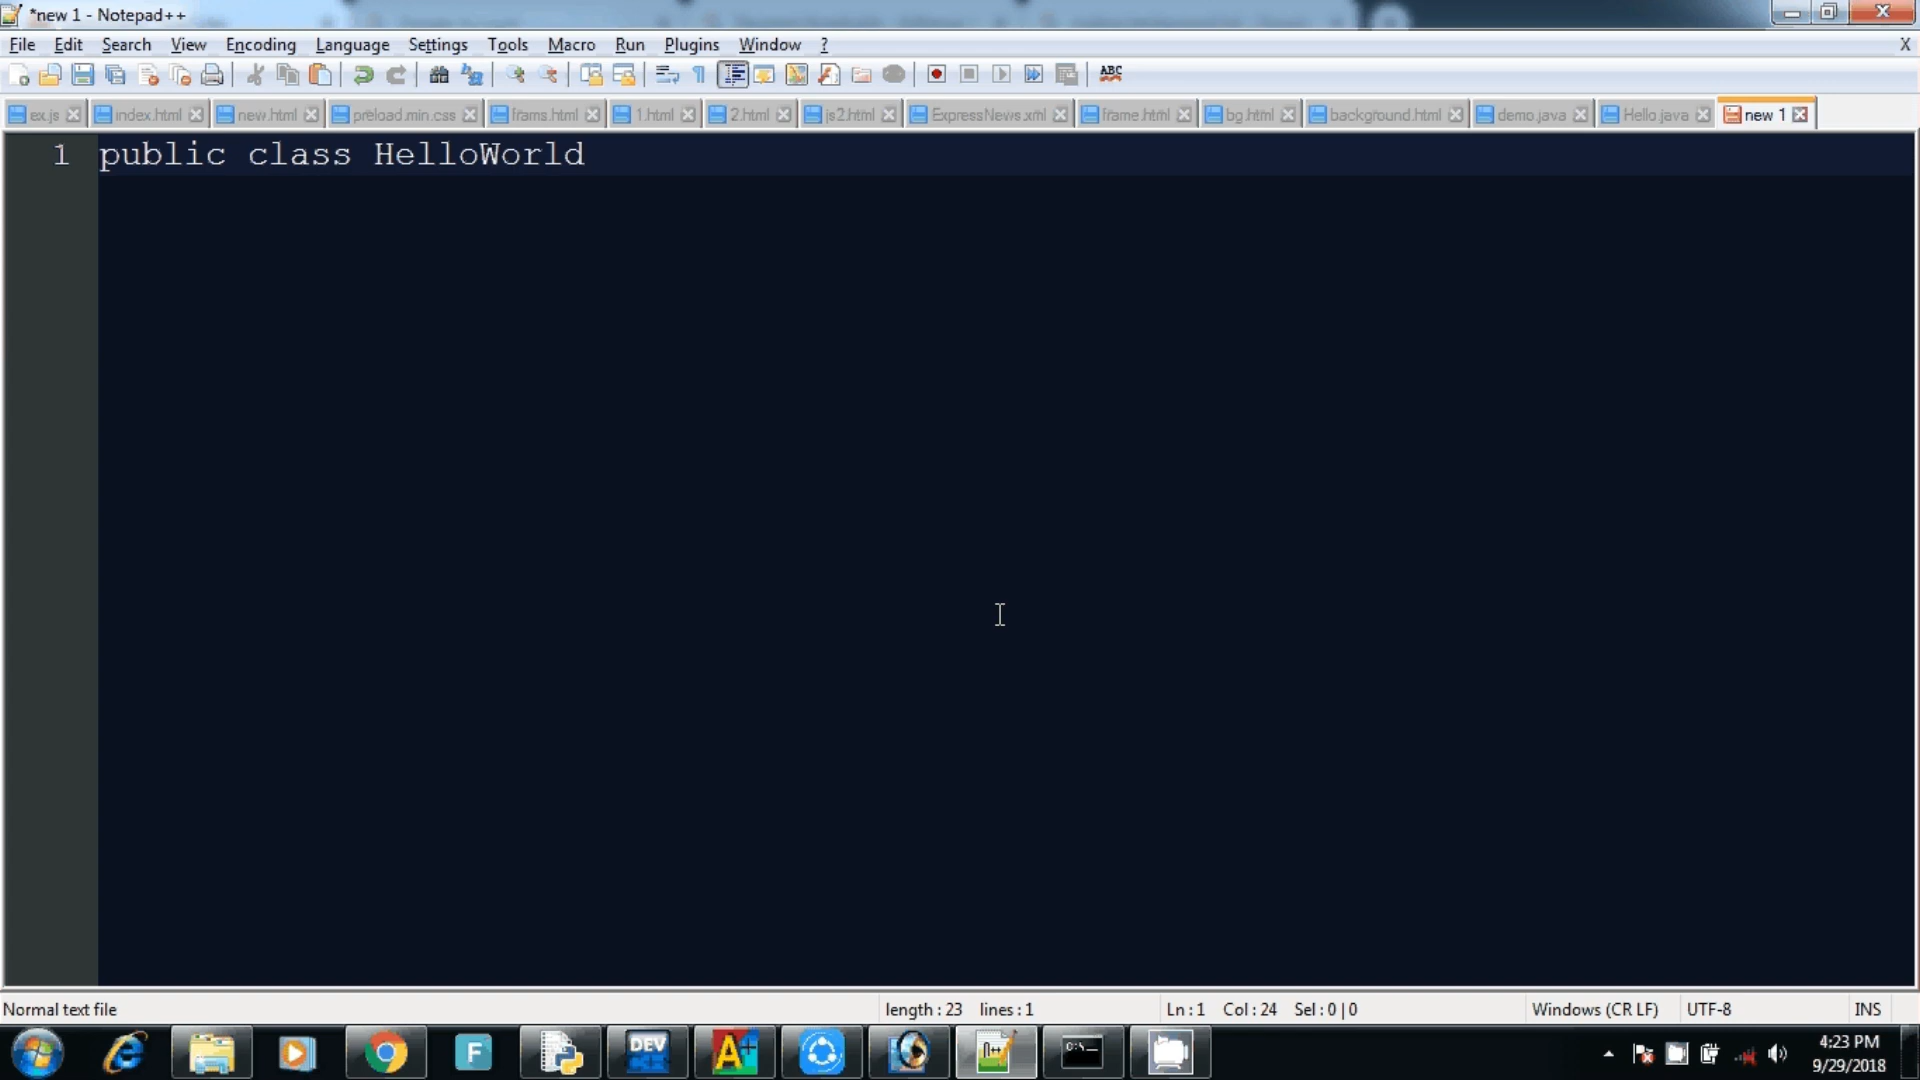 *new 1 - Notepad++
File Edit Search View Encoding Language Settings Tools Macro Run Plugins Window ? X
ABC
ex.js index.html new.html preload.min.css frams.html 1.html 2.html js2.html ExpressNews.xml frame.html bg.html background.html demo.java Hello.java new 1
1 public class HelloWorld
Normal text file length : 23 lines : 1 Ln : 1 Col : 24 Sel : 0 | 0 Windows (CR LF) UTF-8 INS
F DEV A+ n++ C:\_ 4:23 PM
9/29/2018